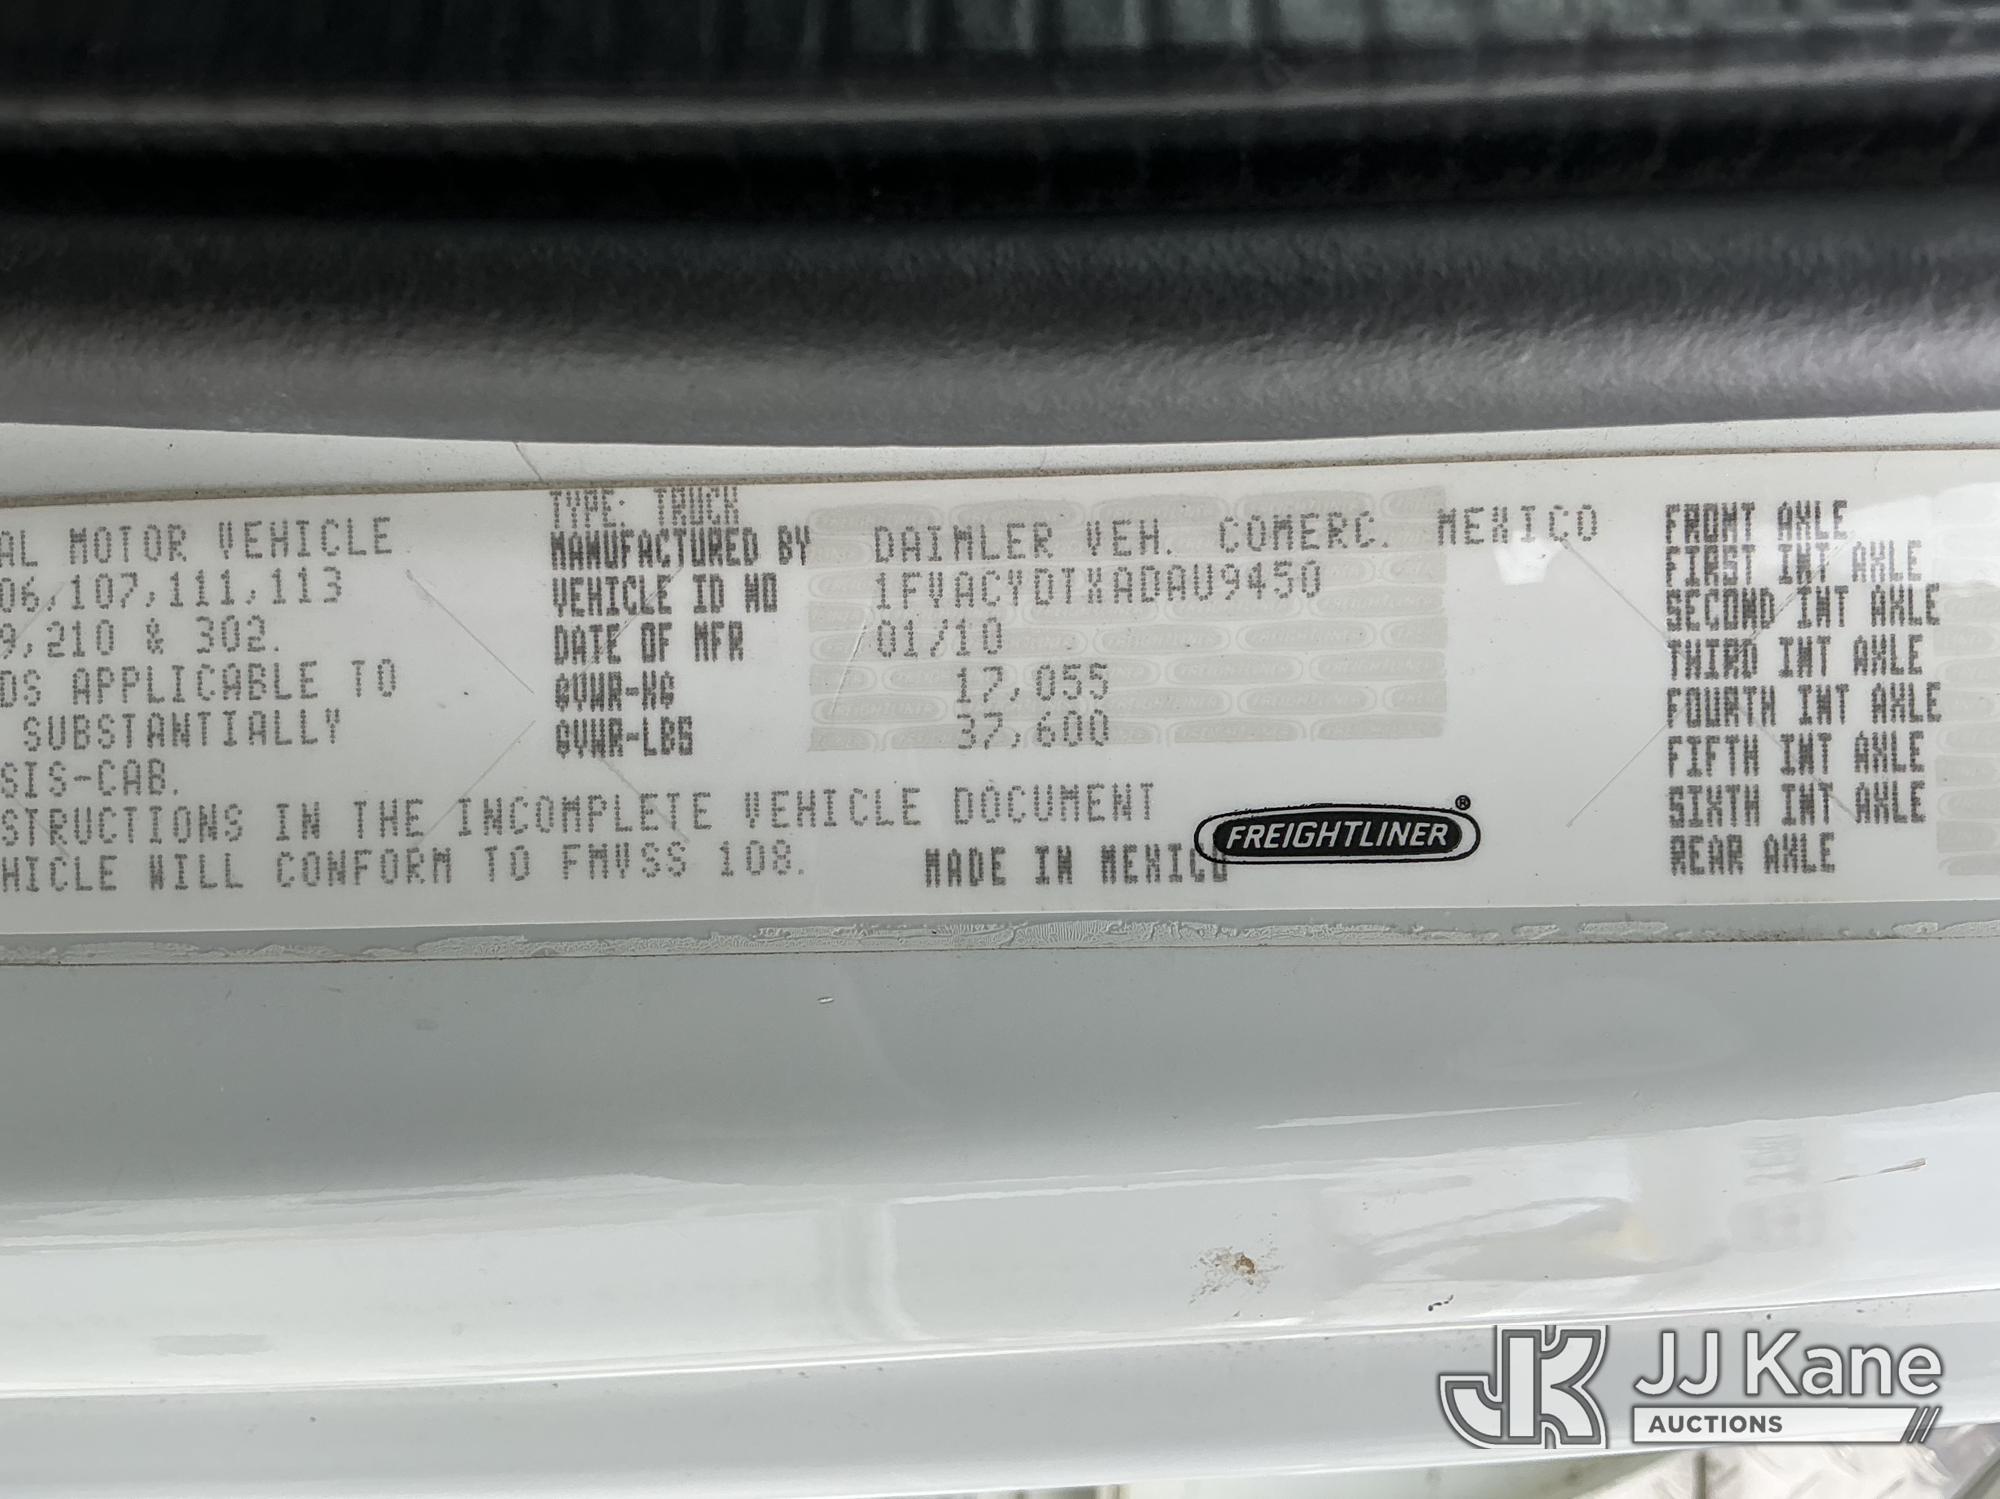 AL MOTOR VEHICLE
06,107,111,113
9,210 & 302.
DS APPLICABLE TO
SUBSTANTIALLY
SIS-CAB.
STRUCTIONS IN THE INCOMPLETE VEHICLE DOCUMENT
HICLE WILL CONFORM TO FMVSS 108.
TYPE: TRUCK
MANUFACTURED BY DAIMLER VEH. COMERC. MEXICO
VEHICLE ID NO 1FVACYDTXADAV9450
DATE OF MFR 01/10
GVWR-KG 17,055
GVWR-LBS 37,600
MADE IN MEXICO
FREIGHTLINER®
FRONT AXLE
FIRST INT AXLE
SECOND INT AXLE
THIRD INT AXLE
FOURTH INT AXLE
FIFTH INT AXLE
SIXTH INT AXLE
REAR AXLE
JK JJ Kane
AUCTIONS